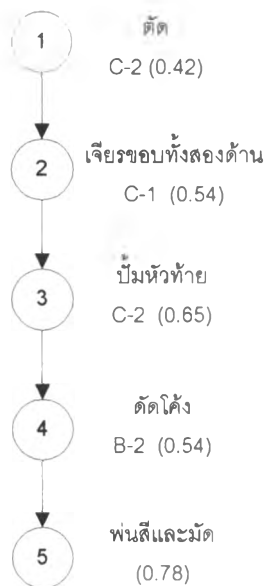 1
ตัด
C-2 (0.42)
2
เจียรขอบทั้งสองด้าน
C-1 (0.54)
3
ปั๊มหัวท้าย
C-2 (0.65)
4
ดัดโค้ง
B-2 (0.54)
5
พ่นสีและมัด
(0.78)